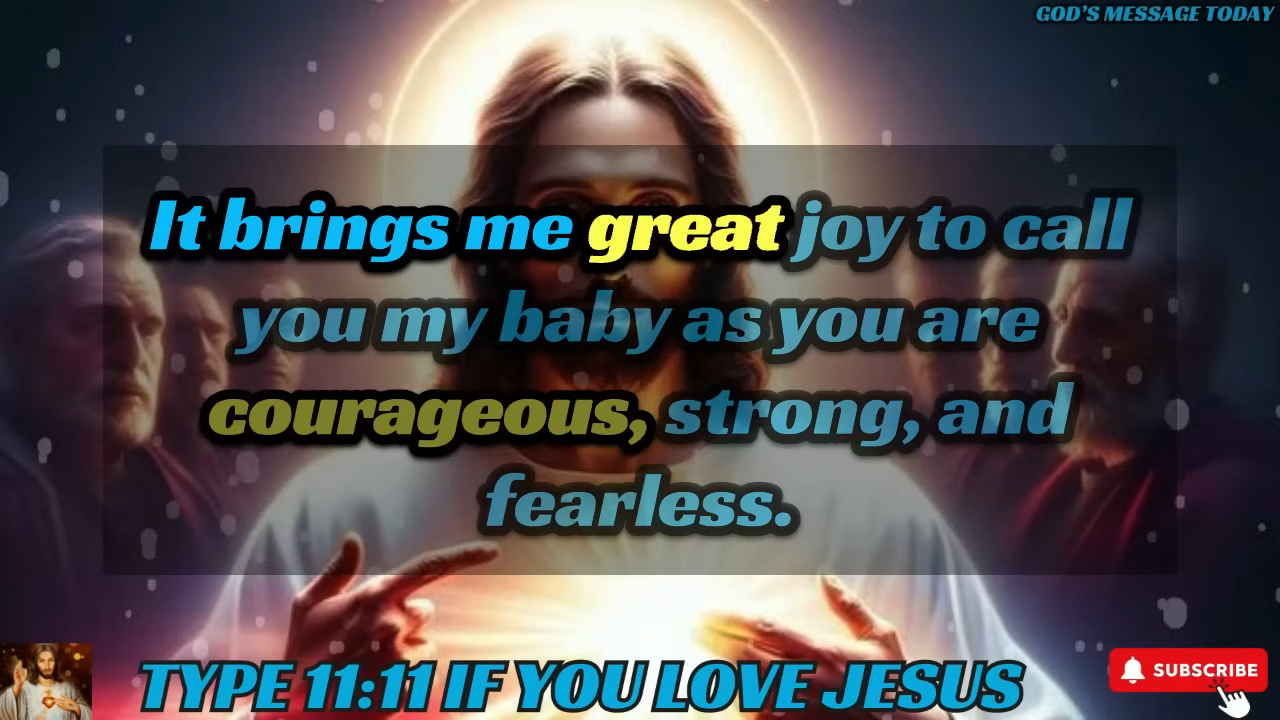 GOD'S MESSAGE TODAY
It brings me great joy to call
you my baby as you are
courageous, strong, and
fearless.
TYPE 11:11 IF YOU LOVE JESUS
SUBSCRIBE